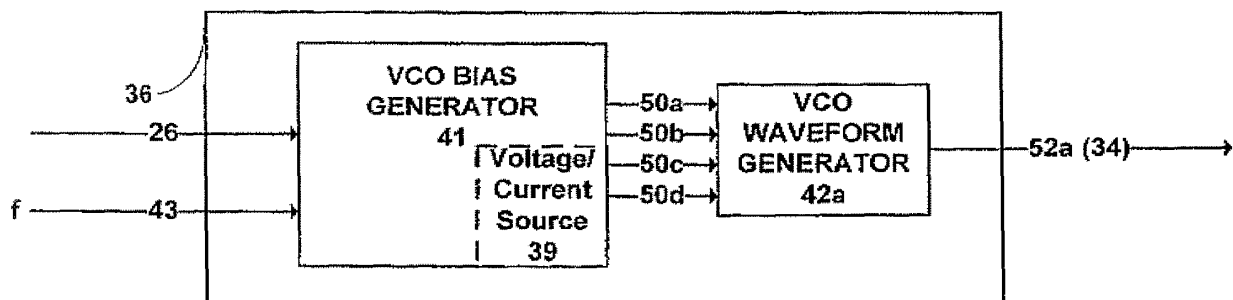 36
VCO BIAS
GENERATOR
41
26
f
43
Voltage/
Current
Source
39
50a
50b
50c
50d
VCO
WAVEFORM
GENERATOR
42a
52a (34)